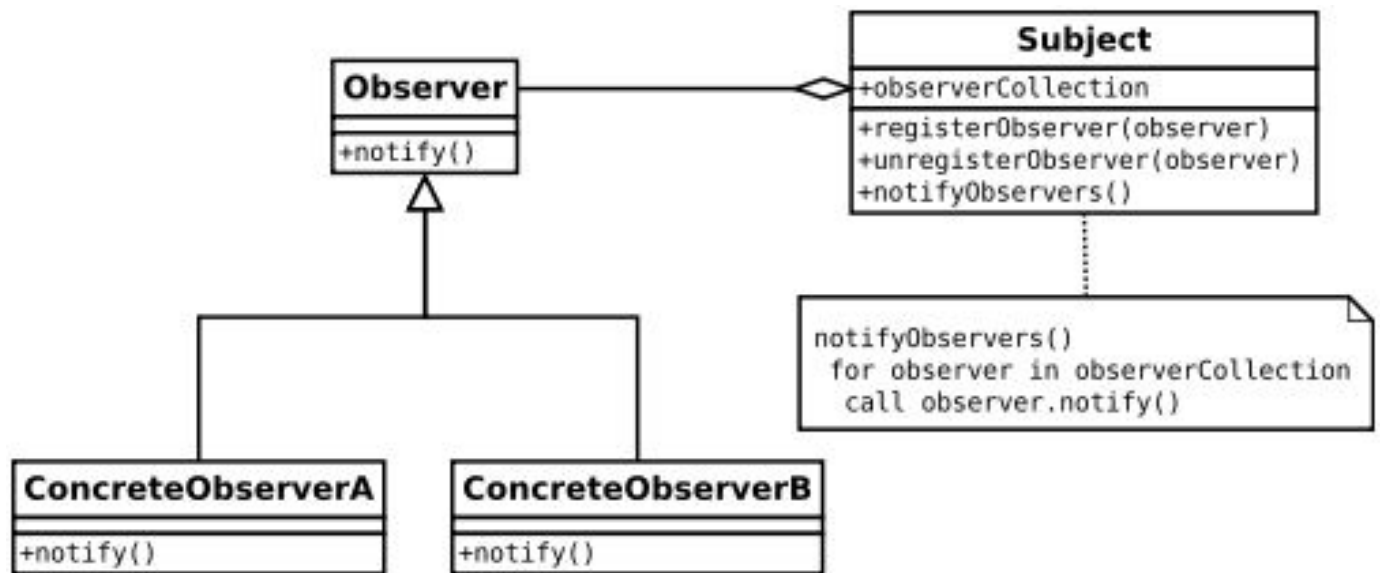 Subject
+observerCollection
+registerObserver(observer)
+unregisterObserver(observer)
+notifyObservers()
Observer
+notify()
notifyObservers()
for observer in observerCollection
call observer.notify()
ConcreteObserverA
+notify()
ConcreteObserverB
+notify()